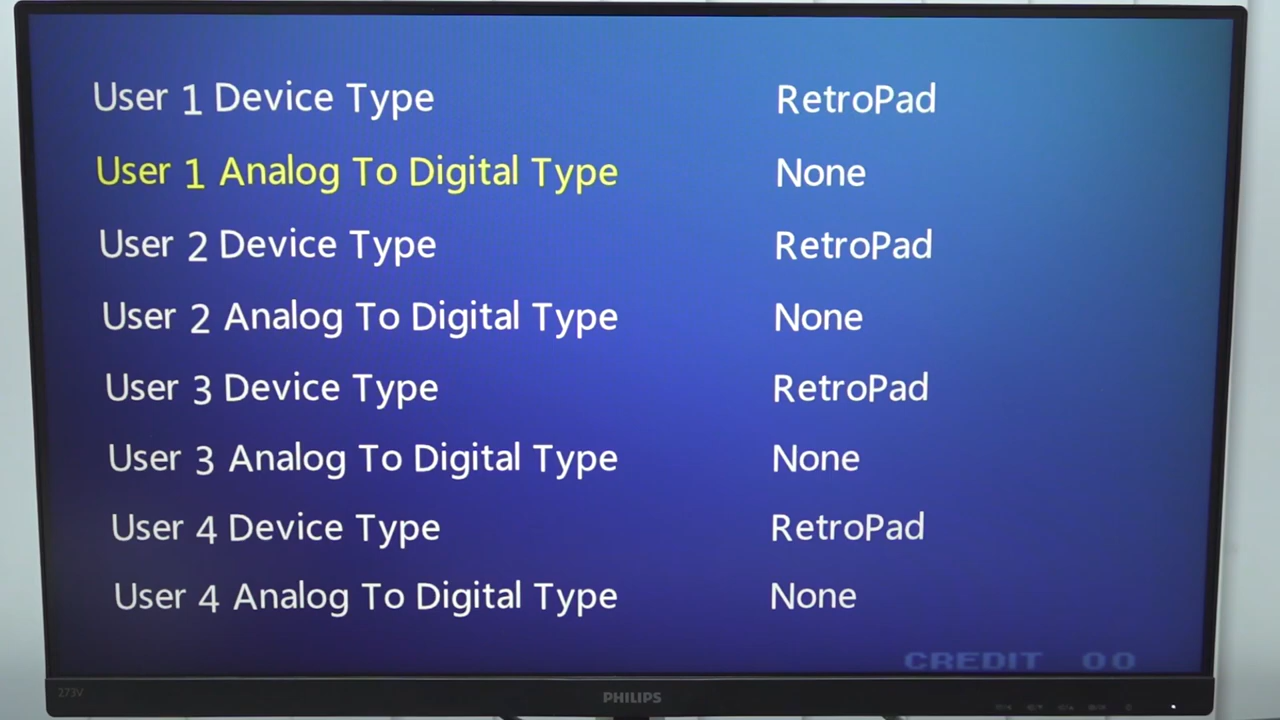 User 1 Device Type RetroPad
User 1 Analog To Digital Type None
User 2 Device Type RetroPad
User 2 Analog To Digital Type None
User 3 Device Type RetroPad
User 3 Analog To Digital Type None
User 4 Device Type RetroPad
User 4 Analog To Digital Type None
CREDIT 00
273V
PHILIPS